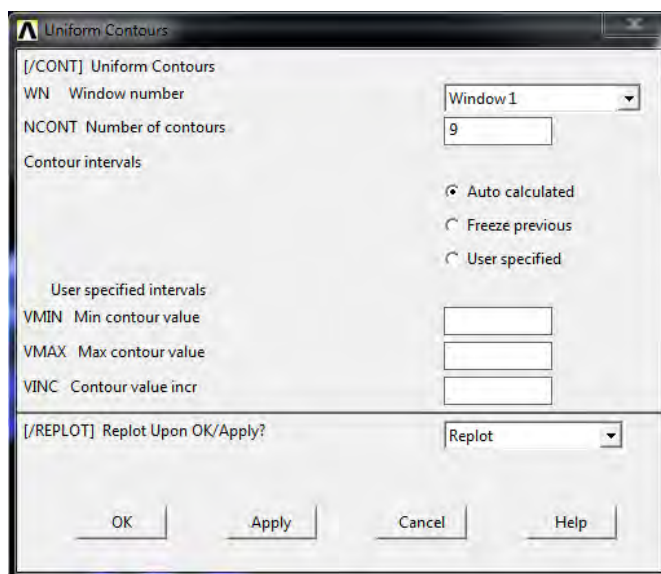 Uniform Contours
[/CONT] Uniform Contours
WN Window number Window 1
NCONT Number of contours 9
Contour intervals
Auto calculated
Freeze previous
User specified
User specified intervals
VMIN Min contour value
VMAX Max contour value
VINC Contour value incr
[/REPLOT] Replot Upon OK/Apply? Replot
OK Apply Cancel Help